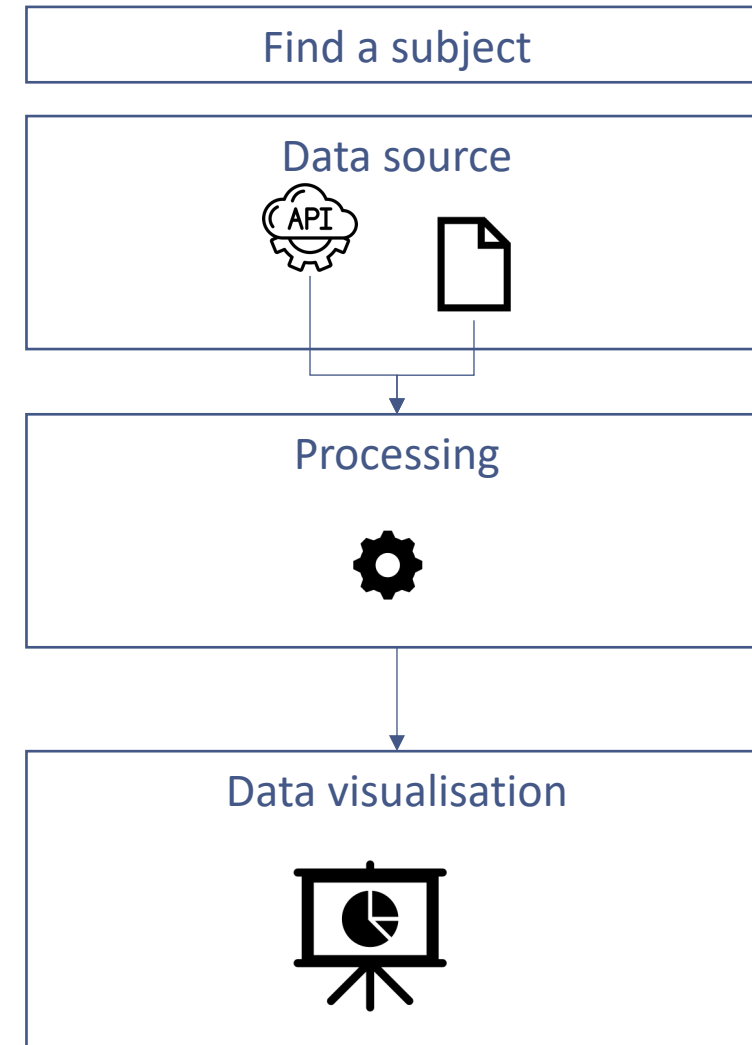 Find a subject
Data source
API
Processing
Data visualisation